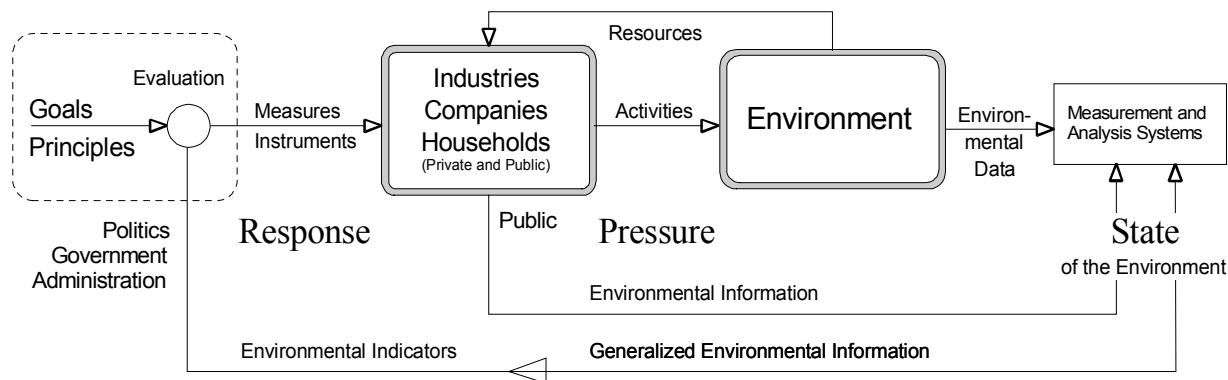 Resources
Evaluation
Goals
Principles
Measures
Instruments
Industries
Companies
Households
(Private and Public)
Activities
Environment
Environ-
mental
Data
Measurement and
Analysis Systems
Politics
Government
Administration
Response
Public
Pressure
State
of the Environment
Environmental Information
Environmental Indicators
Generalized Environmental Information